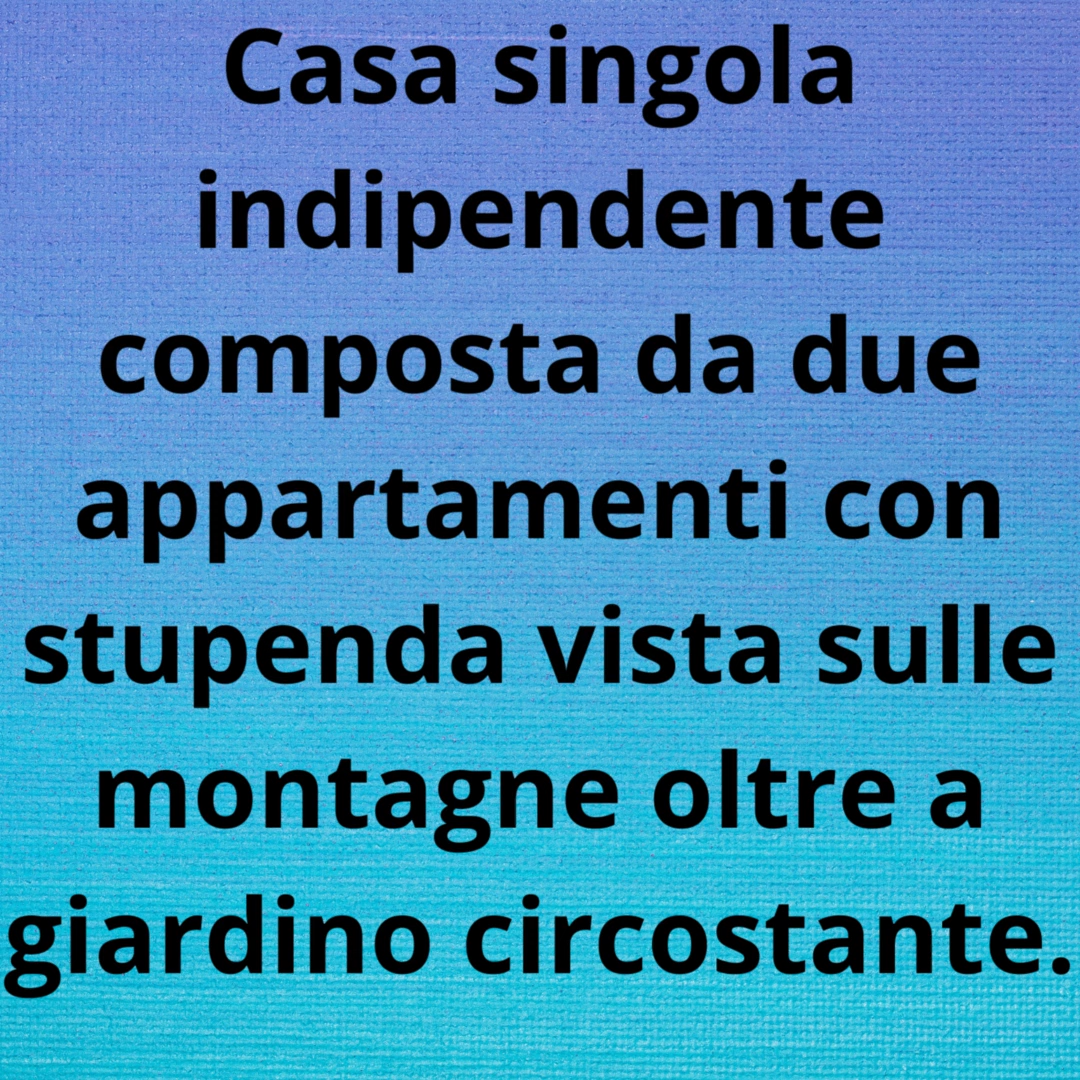 Casa singola
indipendente
composta da due
appartamenti con
stupenda vista sulle
montagne oltre a
giardino circostante.